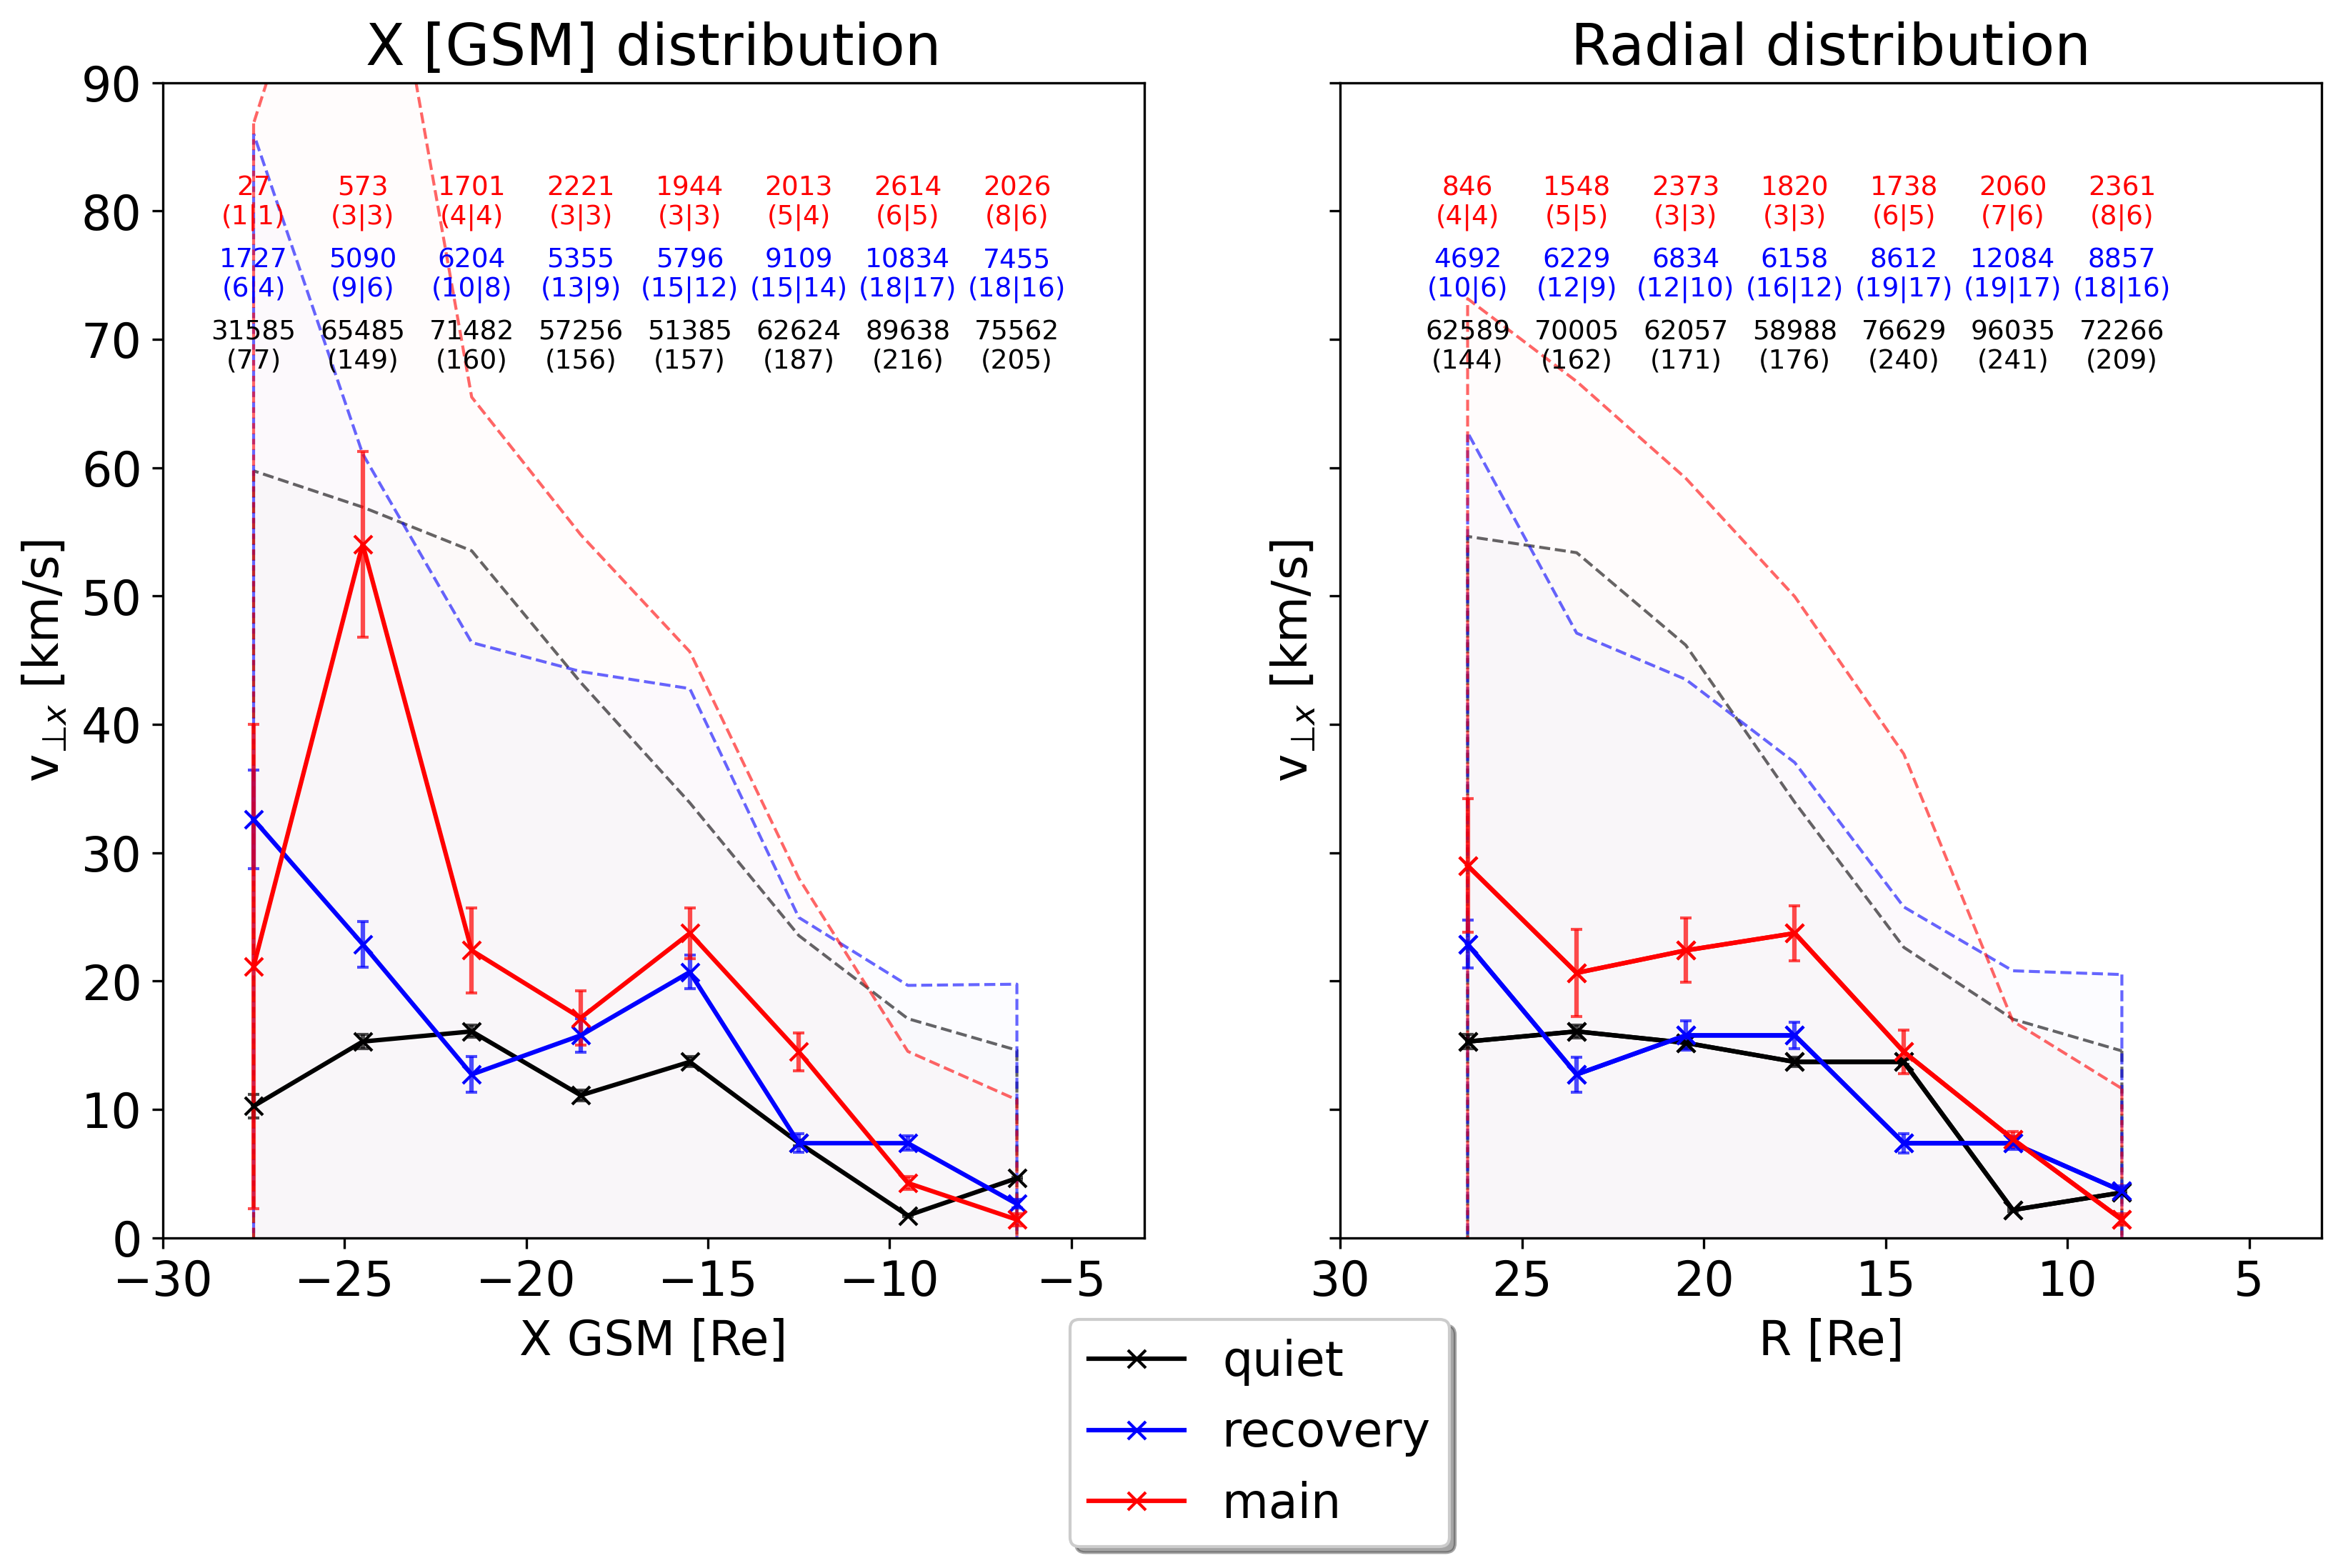 X [GSM] distribution
90
80
70
60
50
40
30
20
10
0
v⊥x [km/s]
27 573 1701 2221 1944 2013 2614 2026
(1|1) (3|3) (4|4) (3|3) (3|3) (5|4) (6|5) (8|6)
1727 5090 6204 5355 5796 9109 10834 7455
(6|4) (9|6) (10|8) (13|9) (15|12) (15|14) (18|17) (18|16)
31585 65485 71482 57256 51385 62624 89638 75562
(77) (149) (160) (156) (157) (187) (216) (205)
−30 −25 −20 −15 −10 −5
X GSM [Re]
Radial distribution
v⊥x [km/s]
846 1548 2373 1820 1738 2060 2361
(4|4) (5|5) (3|3) (3|3) (6|5) (7|6) (8|6)
4692 6229 6834 6158 8612 12084 8857
(10|6) (12|9) (12|10) (16|12) (19|17) (19|17) (18|16)
62589 70005 62057 58988 76629 96035 72266
(144) (162) (171) (176) (240) (241) (209)
30 25 20 15 10 5
R [Re]
quiet
recovery
main